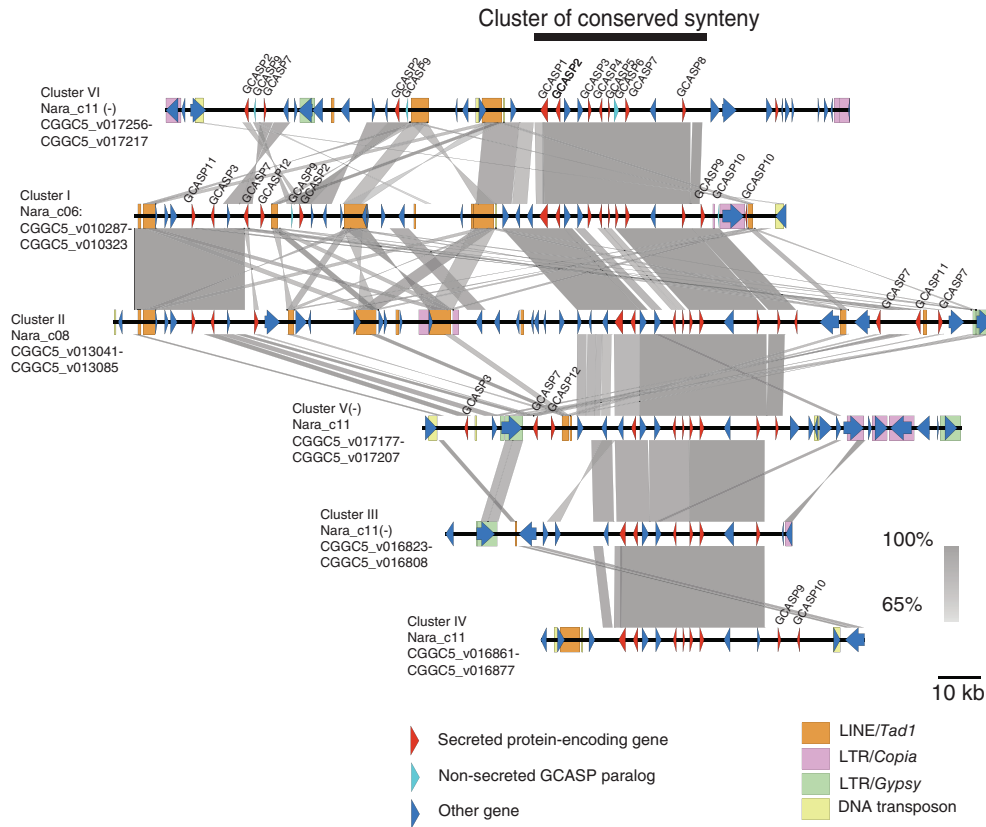 Cluster of conserved synteny
GCASP2
GCASP9
GCASP7
GCASP2
GCASP9
GCASP1
GCASP2
GCASP3
GCASP4
GCASP5
GCASP6
GCASP7
GCASP8
Cluster VI
Nara_c11 (-)
CGGC5_v017256-
CGGC5_v017217
GCASP11
GCASP3
GCASP7
GCASP12
GCASP9
GCASP2
GCASP9
GCASP10
GCASP10
Cluster I
Nara_c06:
CGGC5_v010287-
CGGC5_v010323
GCASP7
GCASP11
GCASP7
Cluster II
Nara_c08
CGGC5_v013041-
CGGC5_v013085
GCASP3
GCASP7
GCASP12
Cluster V(-)
Nara_c11
CGGC5_v017177-
CGGC5_v017207
Cluster III
Nara_c11(-)
CGGC5_v016823-
CGGC5_v016808
100%
65%
GCASP9
GCASP10
Cluster IV
Nara_c11
CGGC5_v016861-
CGGC5_v016877
10 kb
Secreted protein-encoding gene
Non-secreted GCASP paralog
Other gene
LINE/Tad1
LTR/Copia
LTR/Gypsy
DNA transposon